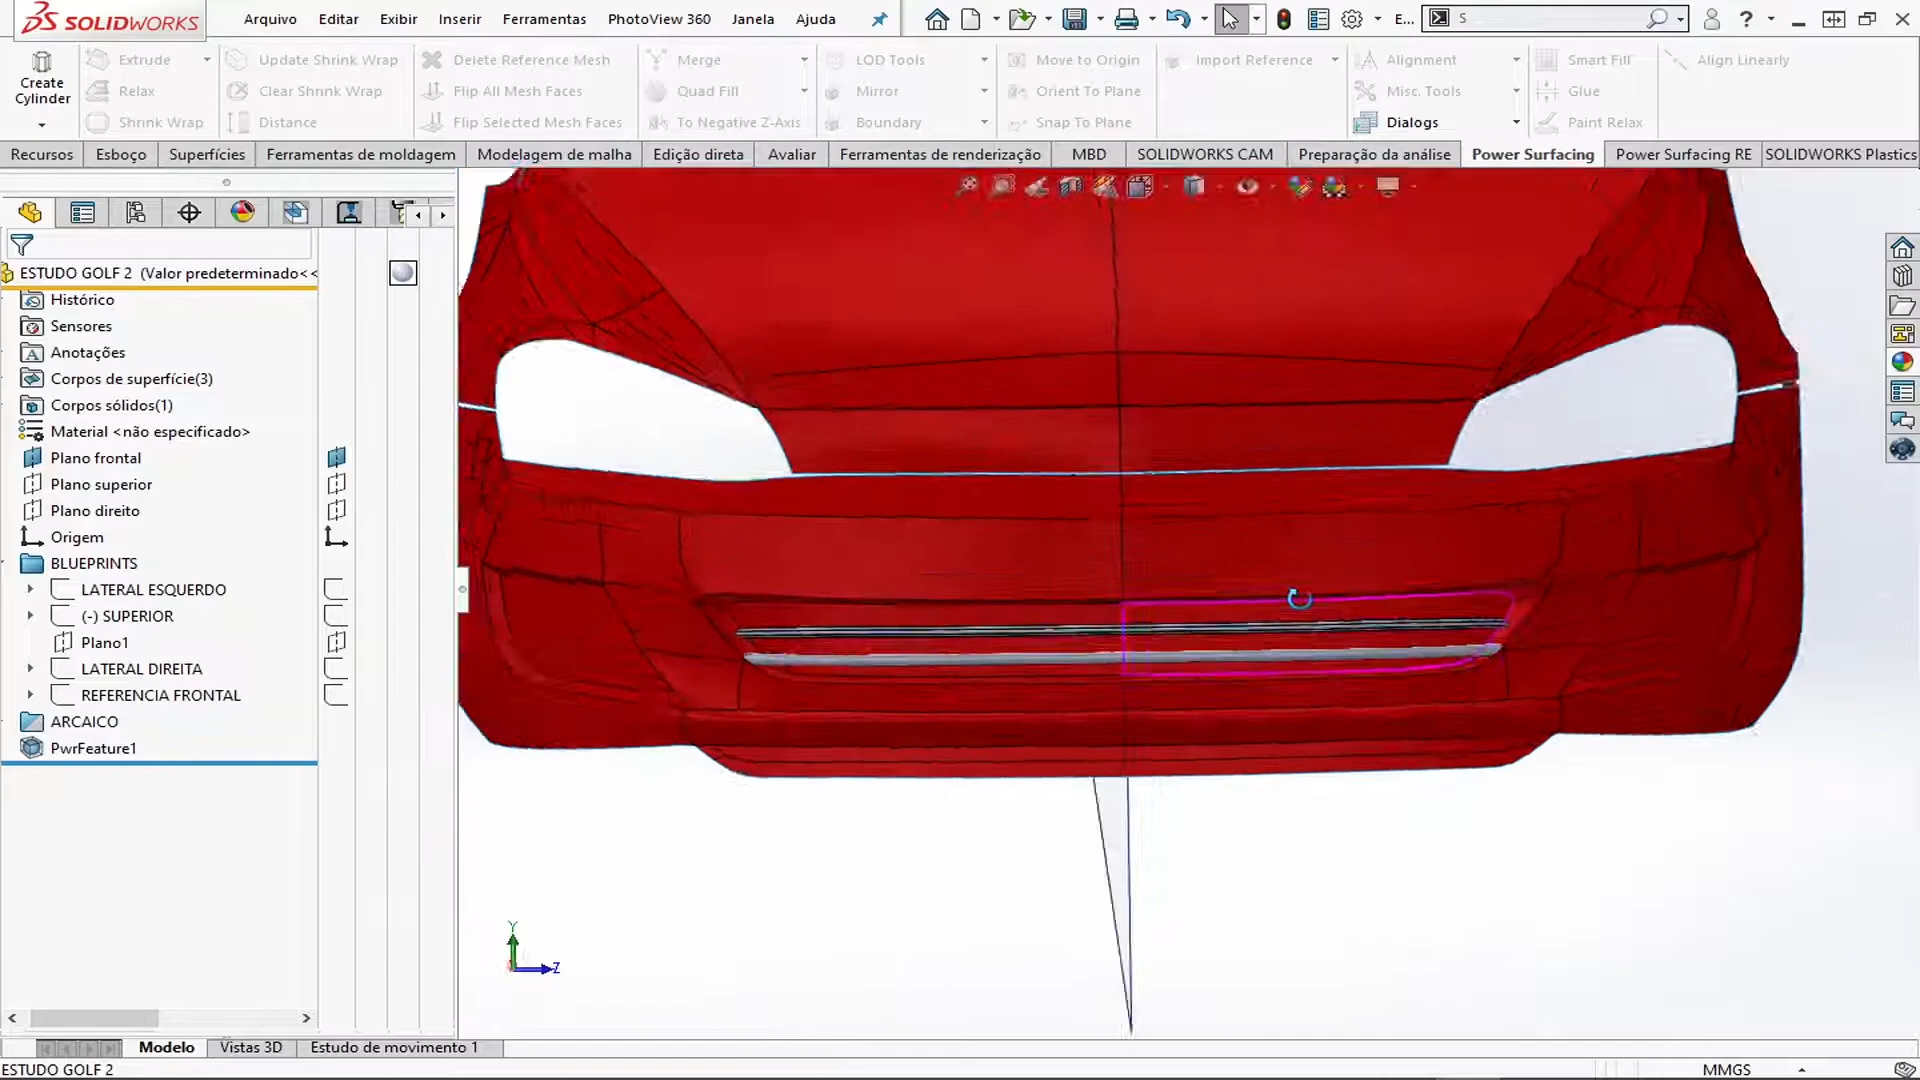 SOLIDWORKS Arquivo Editar Exibir Inserir Ferramentas PhotoView 360 Janela Ajuda E... S ?
Create Cylinder
Extrude Update Shrink Wrap Delete Reference Mesh Merge LOD Tools Move to Origin Import Reference Alignment Smart Fill Align Linearly
Relax Clear Shrink Wrap Flip All Mesh Faces Quad Fill Mirror Orient To Plane Misc. Tools Glue
Shrink Wrap Distance Flip Selected Mesh Faces To Negative Z-Axis Boundary Snap To Plane Dialogs Paint Relax
Recursos Esboço Superfícies Ferramentas de moldagem Modelagem de malha Edição direta Avaliar Ferramentas de renderização MBD SOLIDWORKS CAM Preparação da análise Power Surfacing Power Surfacing RE SOLIDWORKS Plastics
ESTUDO GOLF 2 (Valor predeterminado<<
Histórico
Sensores
Anotações
Corpos de superfície(3)
Corpos sólidos(1)
Material <não especificado>
Plano frontal
Plano superior
Plano direito
Origem
BLUEPRINTS
LATERAL ESQUERDO
(-) SUPERIOR
Plano1
LATERAL DIREITA
REFERENCIA FRONTAL
ARCAICO
PwrFeature1
Y
Z
Modelo Vistas 3D Estudo de movimento 1
ESTUDO GOLF 2 MMGS